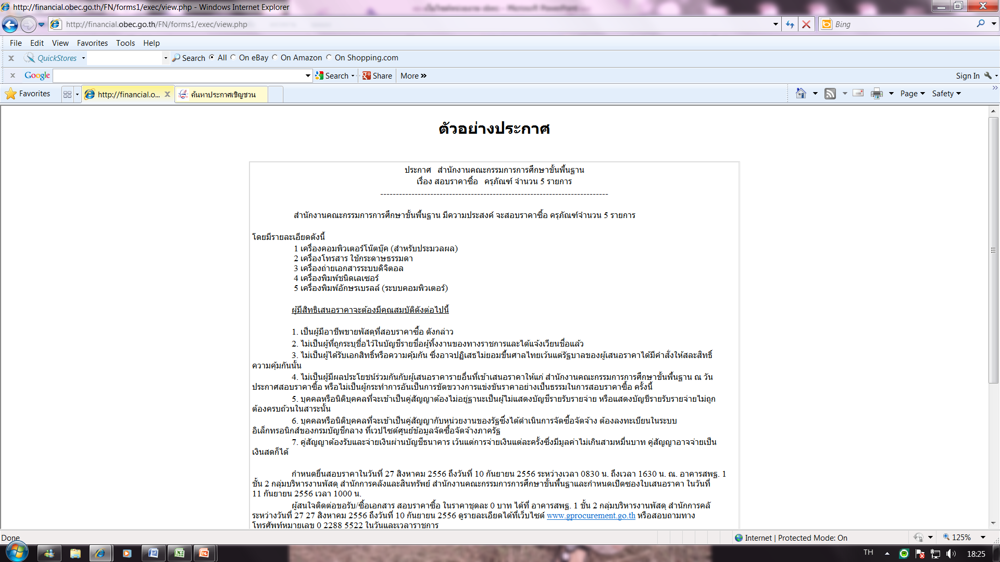 http://financial.obec.go.th/FN/forms1/exec/view.php - Windows Internet Explorer
http://financial.obec.go.th/FN/forms1/exec/view.php
Bing
File Edit View Favorites Tools Help
x QuickStores Search All On eBay On Amazon On Shopping.com
x Google Search Share More » Sign In
Favorites http://financial.o... ค้นหาประกาศเชิญชวน Page Safety »
ตัวอย่างประกาศ
ประกาศ สำนักงานคณะกรรมการการศึกษาขั้นพื้นฐาน
เรื่อง สอบราคาซื้อ ครุภัณฑ์ จำนวน 5 รายการ
-------------------------------------------------------------------------
สำนักงานคณะกรรมการการศึกษาขั้นพื้นฐาน มีความประสงค์ จะสอบราคาซื้อ ครุภัณฑ์จำนวน 5 รายการ
โดยมีรายละเอียดดังนี้
1 เครื่องคอมพิวเตอร์โน๊ตบุ๊ค (สำหรับประมวลผล)
2 เครื่องโทรสาร ใช้กระดาษธรรมดา
3 เครื่องถ่ายเอกสารระบบดิจิตอล
4 เครื่องพิมพ์ชนิดเลเซอร์
5 เครื่องพิมพ์อักษรเบรลล์ (ระบบคอมพิวเตอร์)
ผู้มีสิทธิเสนอราคาจะต้องมีคุณสมบัติดังต่อไปนี้
1. เป็นผู้มีอาชีพขายพัสดุที่สอบราคาซื้อ ดังกล่าว
2. ไม่เป็นผู้ที่ถูกระบุชื่อไว้ในบัญชีรายชื่อผู้ทิ้งงานของทางราชการและได้แจ้งเวียนชื่อแล้ว
3. ไม่เป็นผู้ได้รับเอกสิทธิ์หรือความคุ้มกัน ซึ่งอาจปฏิเสธไม่ยอมขึ้นศาลไทยเว้นแต่รัฐบาลของผู้เสนอราคาได้มีคำสั่งให้สละสิทธิ์
ความคุ้มกันนั้น
4. ไม่เป็นผู้มีผลประโยชน์ร่วมกันกับผู้เสนอราคารายอื่นที่เข้าเสนอราคาให้แก่ สำนักงานคณะกรรมการการศึกษาขั้นพื้นฐาน ณ วัน
ประกาศสอบราคาซื้อ หรือไม่เป็นผู้กระทำการอันเป็นการขัดขวางการแข่งขันราคาอย่างเป็นธรรมในการสอบราคาซื้อ ครั้งนี้
5. บุคคลหรือนิติบุคคลที่จะเข้าเป็นคู่สัญญาต้องไม่อยู่ฐานะเป็นผู้ไม่แสดงบัญชีรายรับรายจ่าย หรือแสดงบัญชีรายรับรายจ่ายไม่ถูก
ต้องครบถ้วนในสาระนั้น
6. บุคคลหรือนิติบุคคลที่จะเข้าเป็นคู่สัญญากับหน่วยงานของรัฐซึ่งได้ดำเนินการจัดซื้อจัดจ้าง ต้องลงทะเบียนในระบบ
อิเล็กทรอนิกส์ของกรมบัญชีกลาง ที่เวปไซด์ศูนย์ข้อมูลจัดซื้อจัดจ้างภาครัฐ
7. คู่สัญญาต้องรับและจ่ายเงินผ่านบัญชีธนาคาร เว้นแต่การจ่ายเงินแต่ละครั้งซึ่งมีมูลค่าไม่เกินสามหมื่นบาท คู่สัญญาอาจจ่ายเป็น
เงินสดก็ได้
กำหนดยื่นสอบราคาในวันที่ 27 สิงหาคม 2556 ถึงวันที่ 10 กันยายน 2556 ระหว่างเวลา 0830 น. ถึงเวลา 1630 น. ณ. อาคารสพฐ. 1
ชั้น 2 กลุ่มบริหารงานพัสดุ สำนักการคลังและสินทรัพย์ สำนักงานคณะกรรมการการศึกษาขั้นพื้นฐาและกำหนดเปิดซองใบเสนอราคา ในวันที่
11 กันยายน 2556 เวลา 1000 น.
ผู้สนใจติดต่อขอรับ/ซื้อเอกสาร สอบราคาซื้อ ในราคาชุดละ 0 บาท ได้ที่ อาคารสพฐ. 1 ชั้น 2 กลุ่มบริหารงานพัสดุ สำนักการคลั
ระหว่างวันที่ 27 27 สิงหาคม 2556 ถึงวันที่ 10 กันยายน 2556 ดูรายละเอียดได้ที่เว็บไซต์ www.gprocurement.go.th หรือสอบถามทาง
โทรศัพท์หมายเลข 0 2288 5522 ในวันและเวลาราชการ
Done Internet | Protected Mode: On 125%
TH 18:25